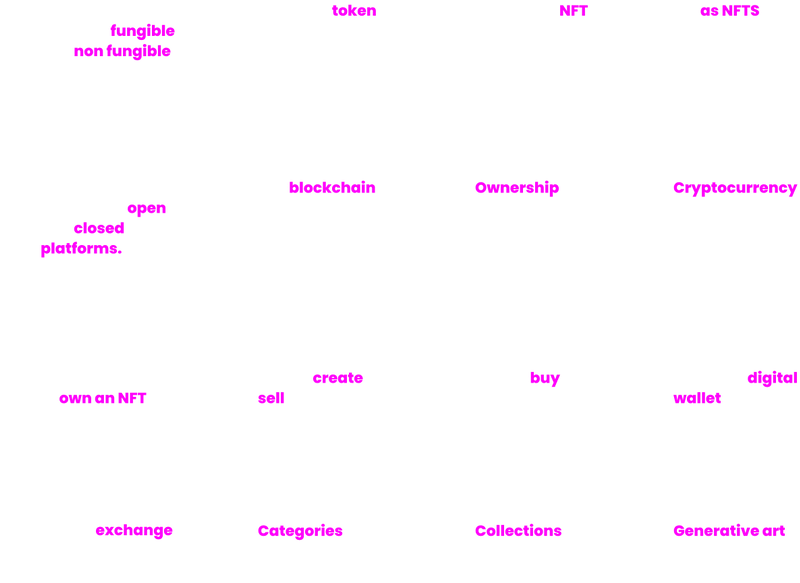 token NFT as NFTS
fungible
non fungible
blockchain Ownership Cryptocurrency
open
closed
platforms.
create buy digital
own an NFT sell wallet
exchange Categories Collections Generative art